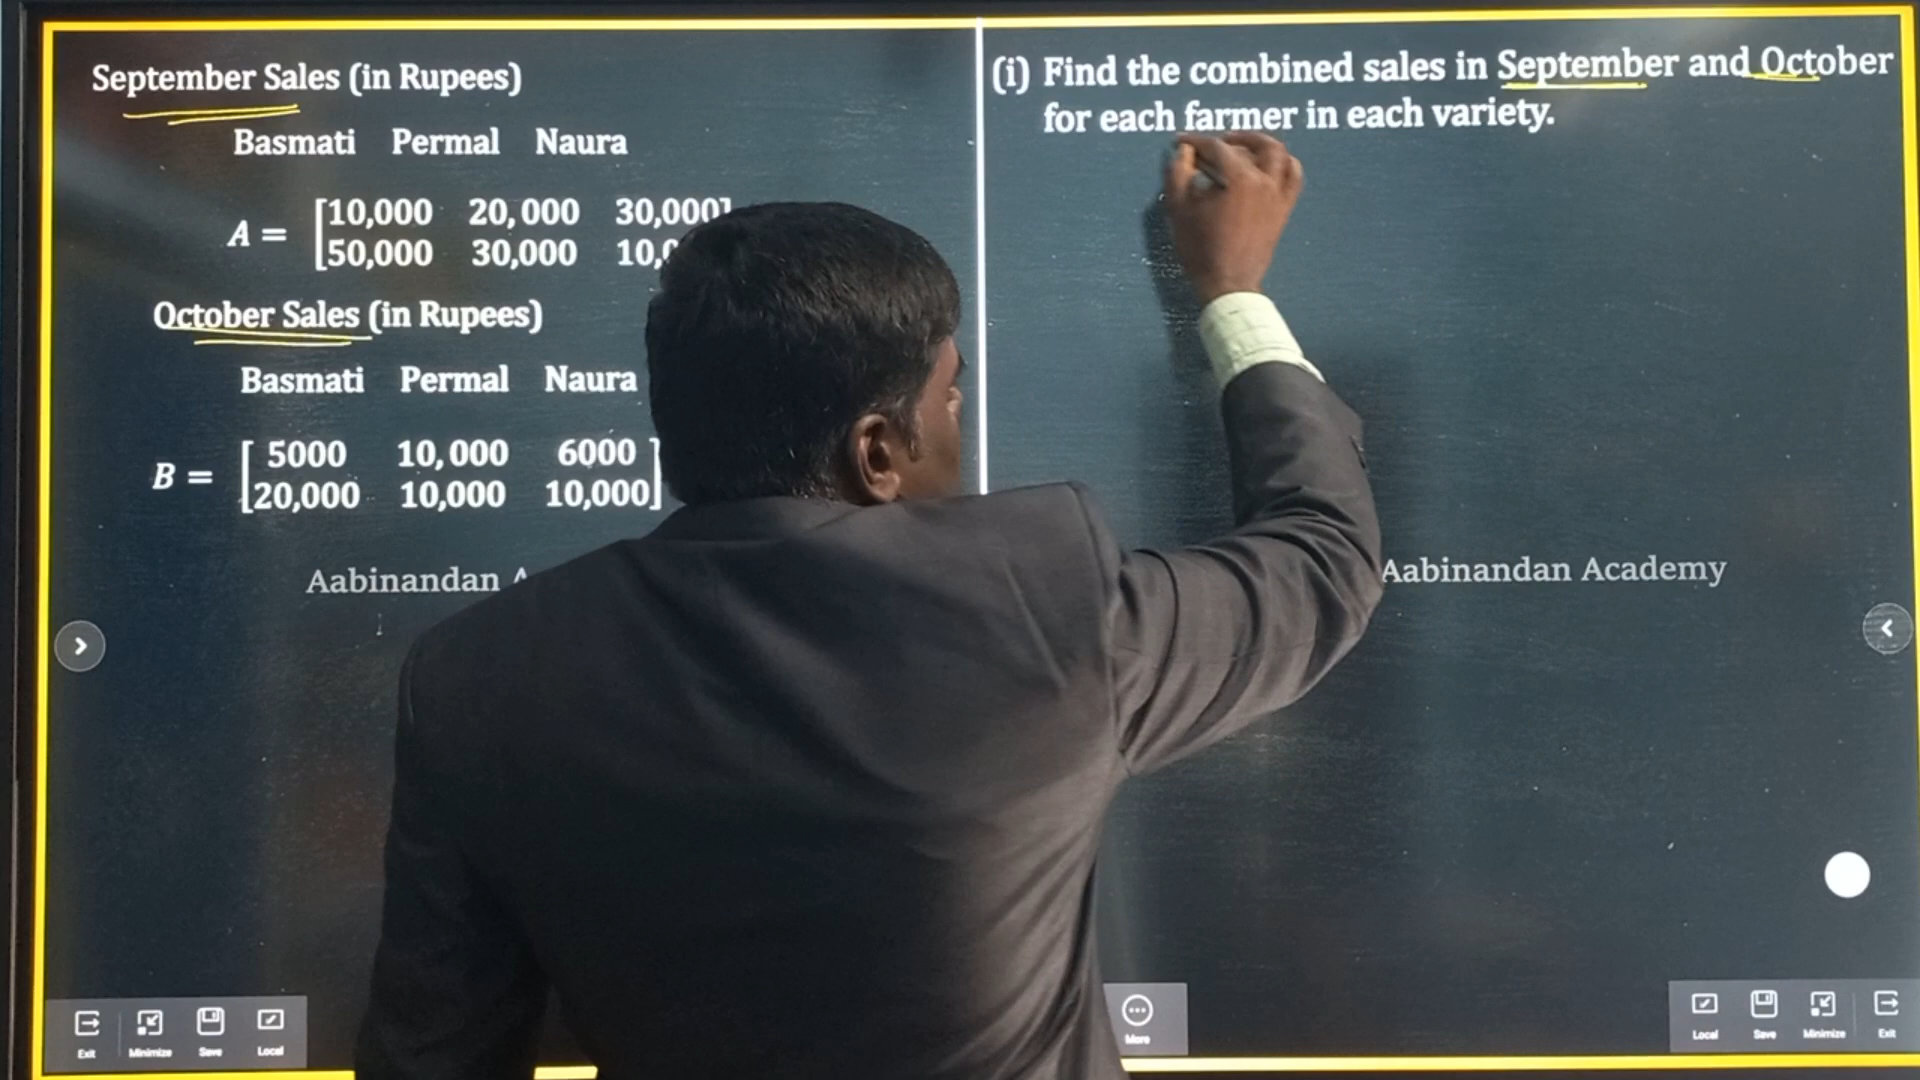 September Sales (in Rupees)
Basmati Permal Naura
A = [10,000 20,000 30,000]
[50,000 30,000
October Sales (in Rupees)
Basmati Permal Naura
B = [5000 10,000 6000]
[20,000 10,000 10,000]
Aabinandan
(i) Find the combined sales in September and October
for each farmer in each variety.
Aabinandan Academy
Exit Minimize Save Local
More
Local Save Minimize Exit